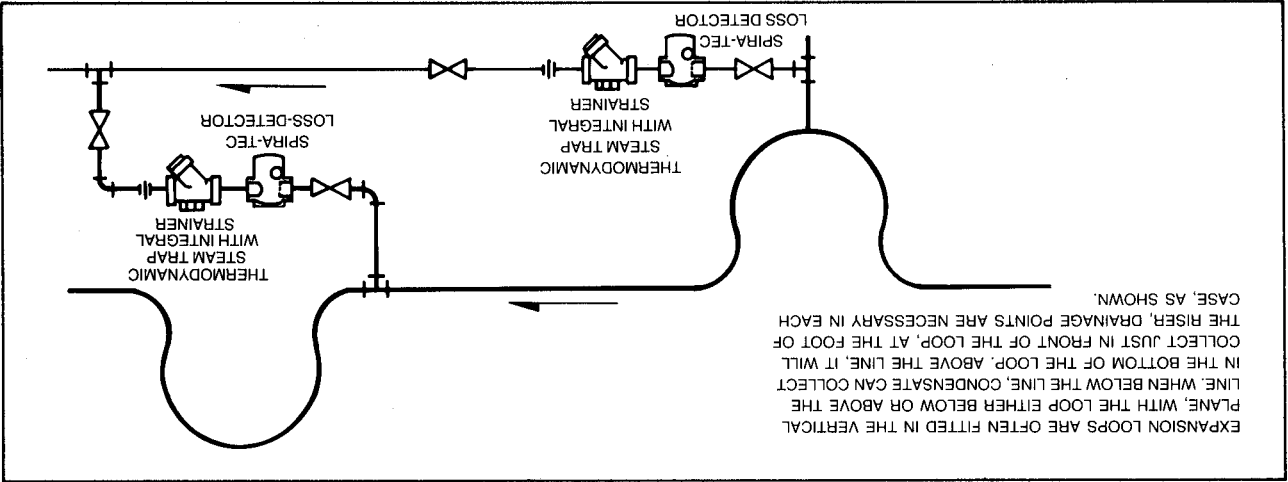 EXPANSION LOOPS ARE OFTEN FITTED IN THE VERTICAL
PLANE, WITH THE LOOP EITHER BELOW OR ABOVE THE
LINE. WHEN BELOW THE LINE, CONDENSATE CAN COLLECT
IN THE BOTTOM OF THE LOOP. ABOVE THE LINE, IT WILL
COLLECT JUST IN FRONT OF THE LOOP, AT THE FOOT OF
THE RISER, DRAINAGE POINTS ARE NECESSARY IN EACH
CASE, AS SHOWN.
THERMODYNAMIC
STEAM TRAP
WITH INTEGRAL
STRAINER
SPIRA-TEC
LOSS-DETECTOR
THERMODYNAMIC
STEAM TRAP
WITH INTEGRAL
STRAINER
SPIRA-TEC
LOSS DETECTOR